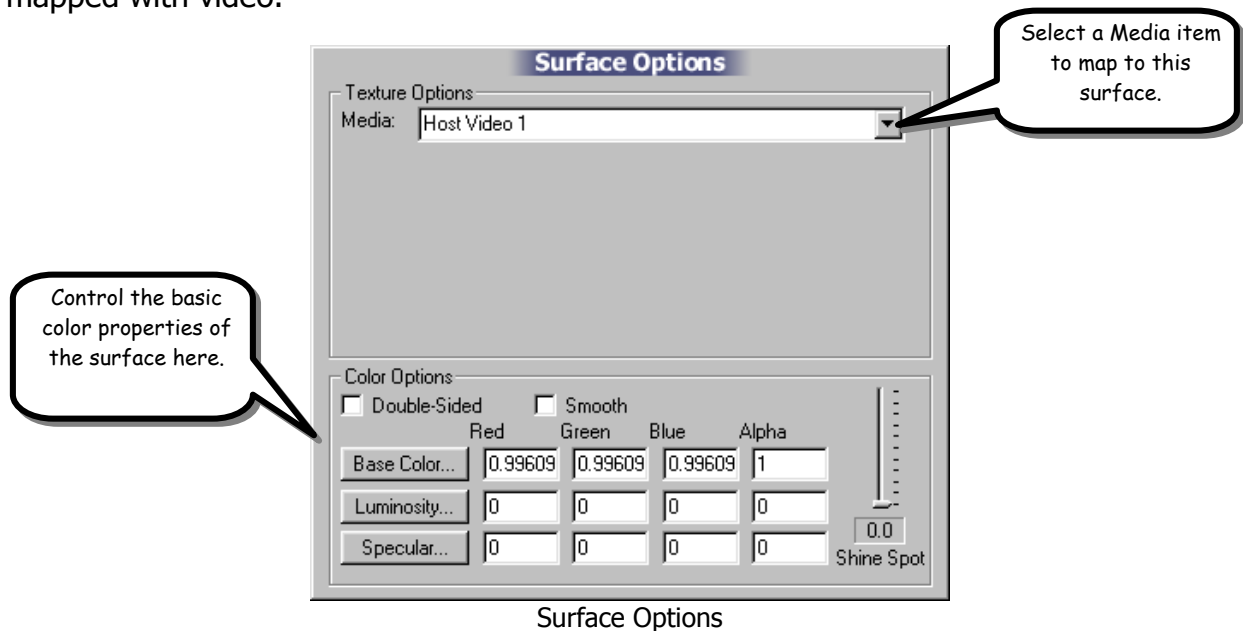 mapped with video.
Select a Media item
to map to this
surface.
Surface Options
Texture Options
Media: Host Video 1
Control the basic
color properties of
the surface here.
Color Options
Double-Sided Smooth
Red Green Blue Alpha
Base Color... 0.99609 0.99609 0.99609 1
Luminosity... 0 0 0 0
Specular... 0 0 0 0
0.0
Shine Spot
Surface Options